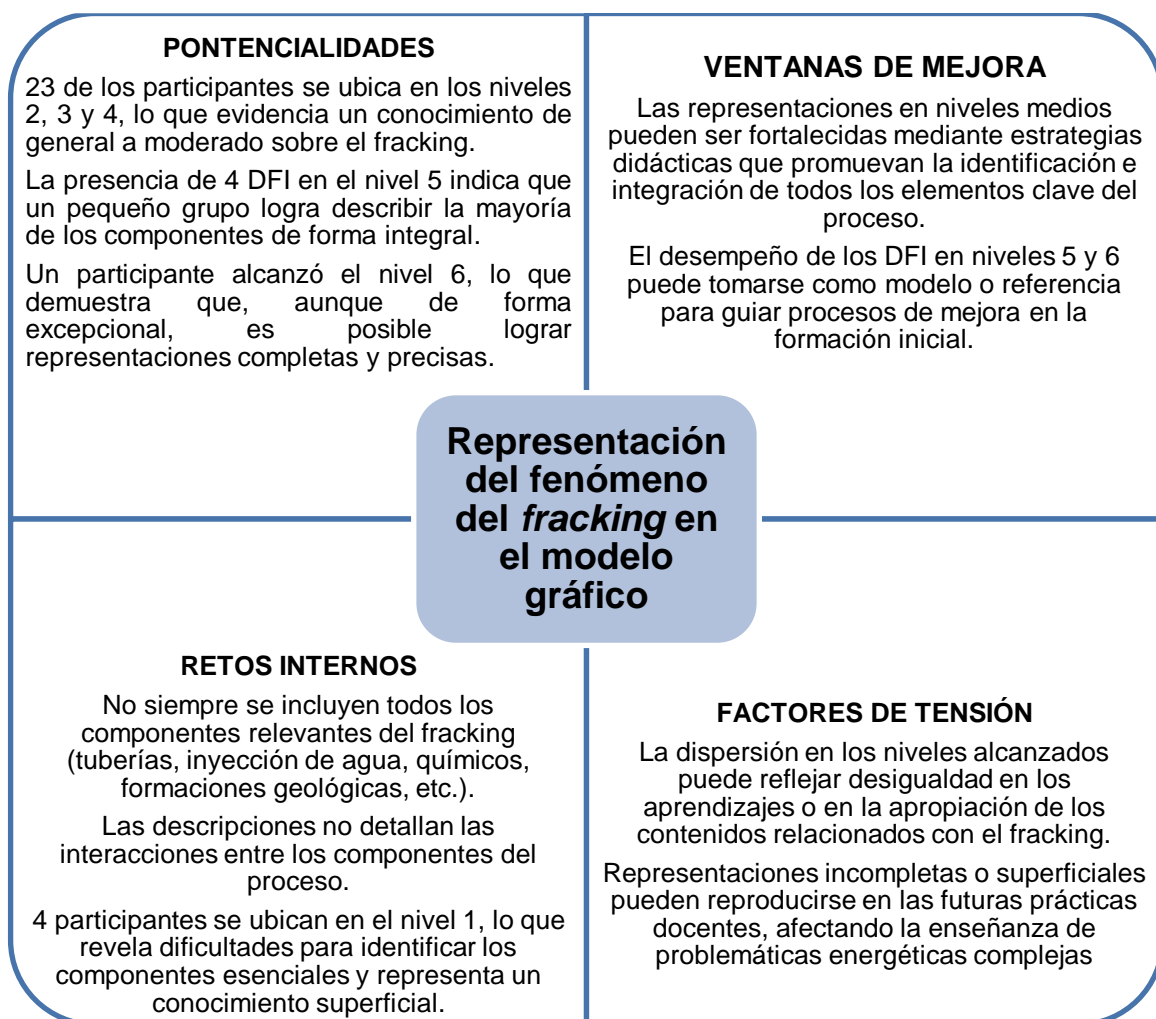 PONTENCIALIDADES
23 de los participantes se ubica en los niveles
2, 3 y 4, lo que evidencia un conocimiento de
general a moderado sobre el fracking.
La presencia de 4 DFI en el nivel 5 indica que
un pequeño grupo logra describir la mayoría
de los componentes de forma integral.
Un participante alcanzó el nivel 6, lo que
demuestra que, aunque de forma
excepcional, es posible lograr
representaciones completas y precisas.
VENTANAS DE MEJORA
Las representaciones en niveles medios
pueden ser fortalecidas mediante estrategias
didácticas que promuevan la identificación e
integración de todos los elementos clave del
proceso.
El desempeño de los DFI en niveles 5 y 6
puede tomarse como modelo o referencia
para guiar procesos de mejora en la
formación inicial.
Representación
del fenómeno
del fracking en
el modelo
gráfico
RETOS INTERNOS
No siempre se incluyen todos los
componentes relevantes del fracking
(tuberías, inyección de agua, químicos,
formaciones geológicas, etc.).
Las descripciones no detallan las
interacciones entre los componentes del
proceso.
4 participantes se ubican en el nivel 1, lo que
revela dificultades para identificar los
componentes esenciales y representa un
conocimiento superficial.
FACTORES DE TENSIÓN
La dispersión en los niveles alcanzados
puede reflejar desigualdad en los
aprendizajes o en la apropiación de los
contenidos relacionados con el fracking.
Representaciones incompletas o superficiales
pueden reproducirse en las futuras prácticas
docentes, afectando la enseñanza de
problemáticas energéticas complejas